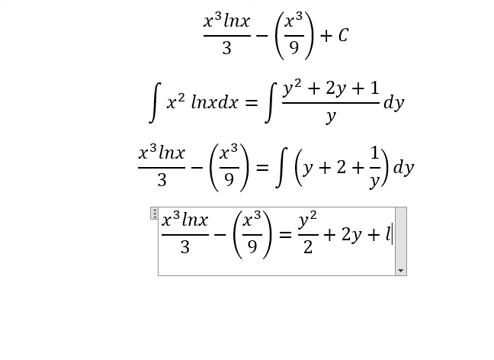 x³lnx/3 − (x³/9) + C
∫ x² lnxdx = ∫ (y² + 2y + 1)/y dy
x³lnx/3 − (x³/9) = ∫ (y + 2 + 1/y) dy
x³lnx/3 − (x³/9) = y²/2 + 2y + l